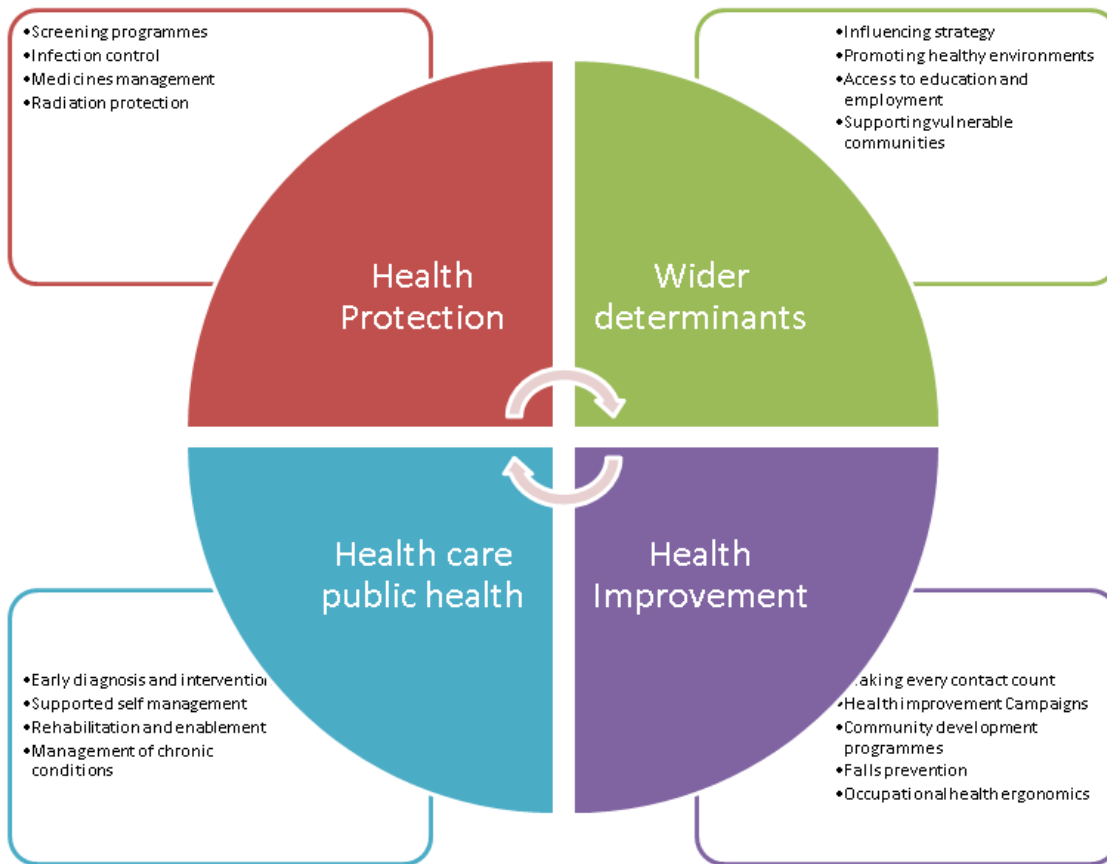 •Screening programmes
•Infection control
•Medicines management
•Radiation protection
•Influencing strategy
•Promoting healthy environments
•Access to education and
employment
•Supporting vulnerable
communities
Health
Protection
Wider
determinants
Health care
public health
Health
Improvement
•Early diagnosis and intervention
•Supported self management
•Rehabilitation and enablement
•Management of chronic
conditions
aking every contact count
•Health improvement Campaigns
•Community development
programmes
•Falls prevention
•Occupational health ergonomics